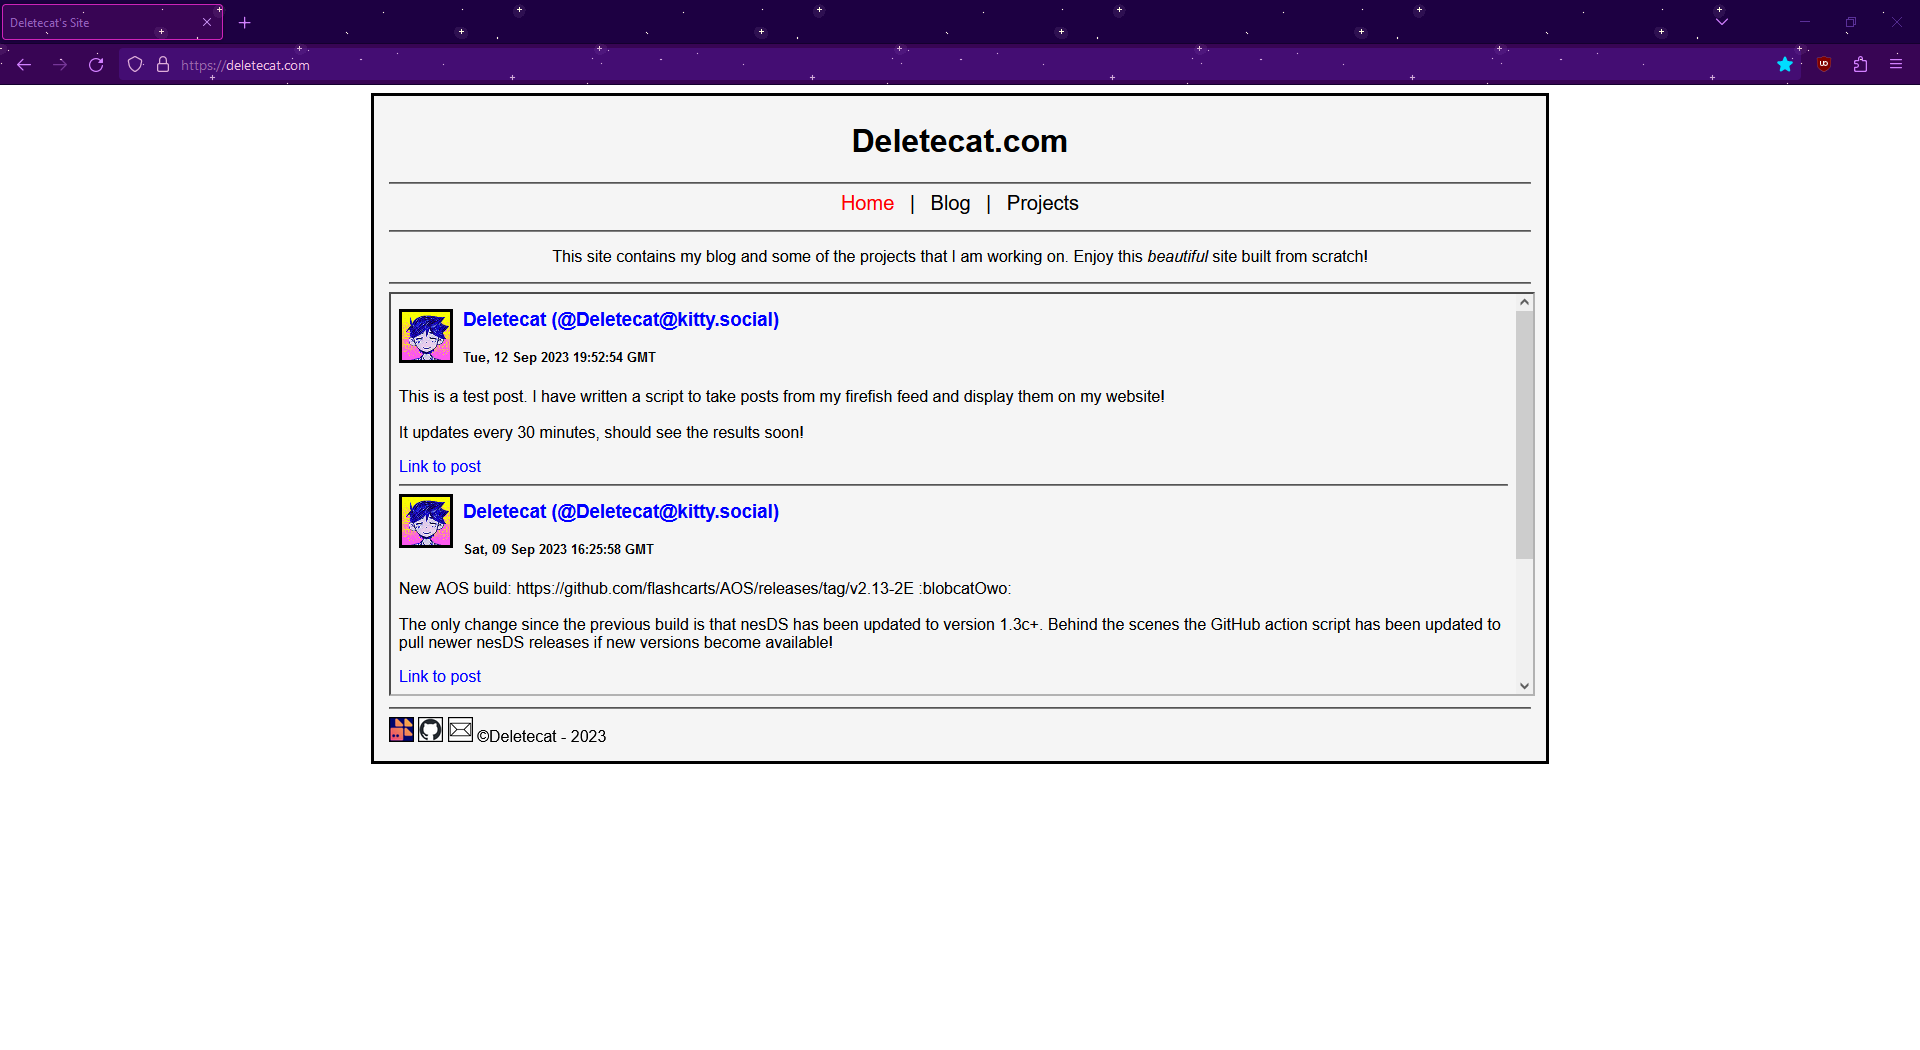 Deletecat's Site
https://deletecat.com
Deletecat.com
Home | Blog | Projects
This site contains my blog and some of the projects that I am working on. Enjoy this beautiful site built from scratch!
Deletecat (@Deletecat@kitty.social)
Tue, 12 Sep 2023 19:52:54 GMT
This is a test post. I have written a script to take posts from my firefish feed and display them on my website!
It updates every 30 minutes, should see the results soon!
Link to post
Deletecat (@Deletecat@kitty.social)
Sat, 09 Sep 2023 16:25:58 GMT
New AOS build: https://github.com/flashcarts/AOS/releases/tag/v2.13-2E :blobcatOwo:
The only change since the previous build is that nesDS has been updated to version 1.3c+. Behind the scenes the GitHub action script has been updated to
pull newer nesDS releases if new versions become available!
Link to post
©Deletecat - 2023